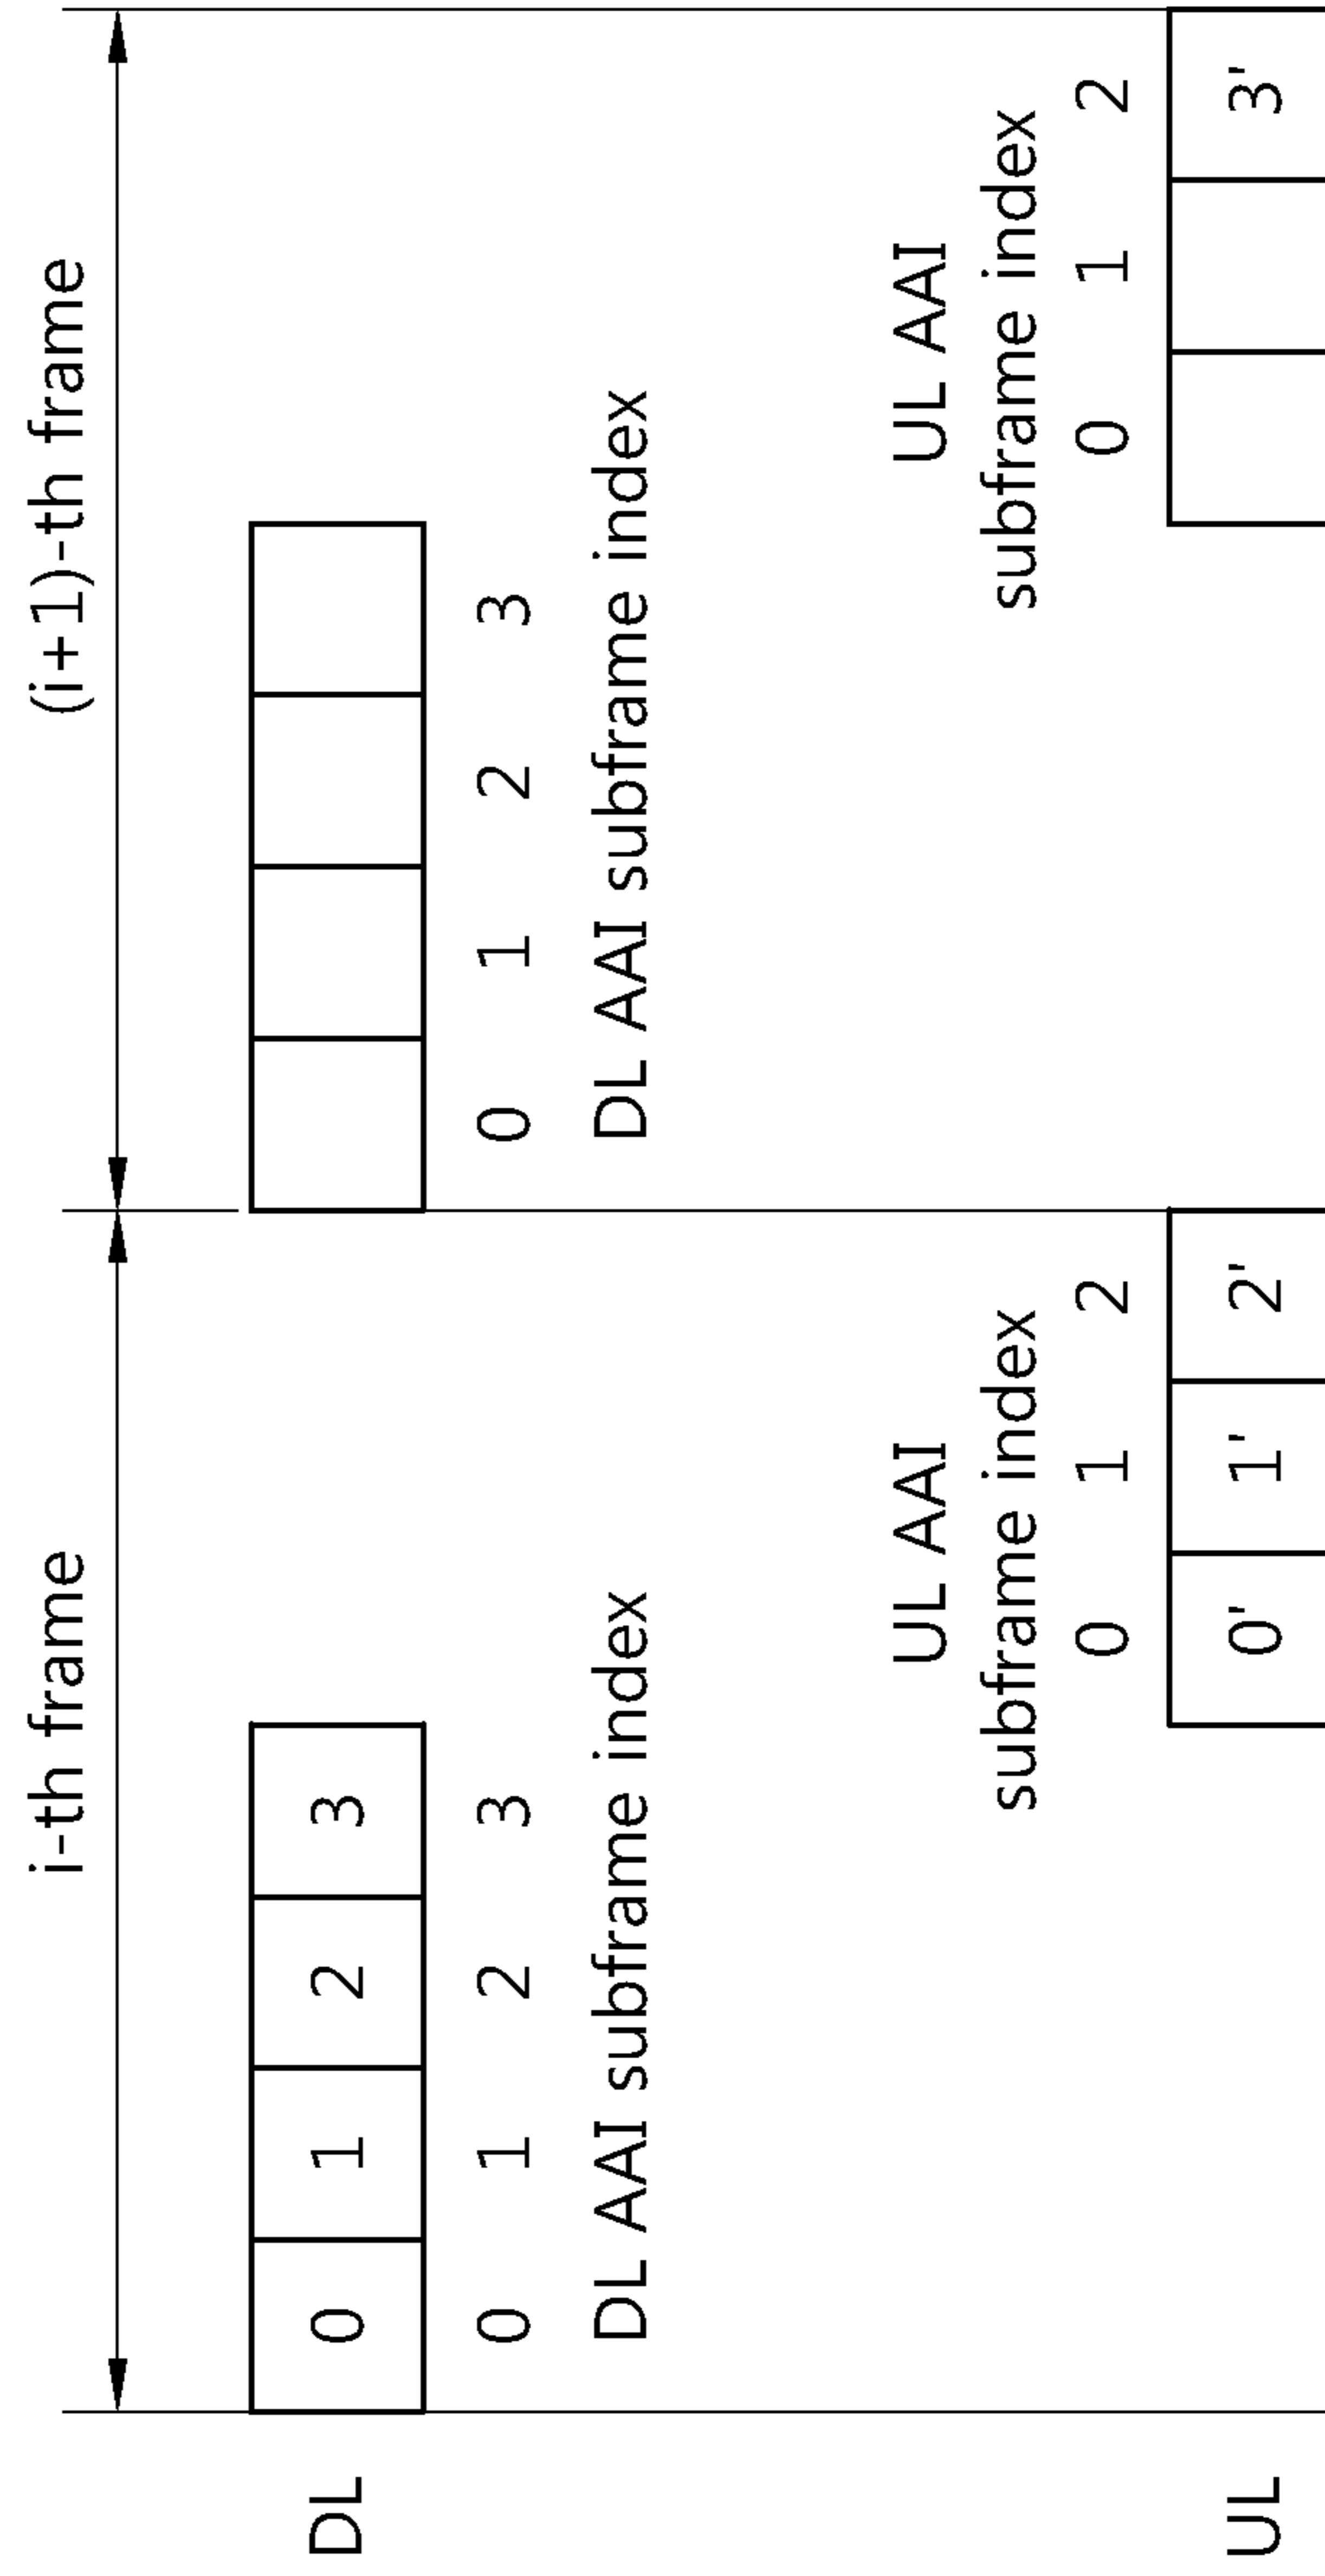 i-th frame
(i+1)-th frame
DL
0 1 2 3
0 1 2 3
0 1 2 3
DL AAI subframe index
DL AAI subframe index
UL AAI
subframe index
UL AAI
subframe index
0 1 2
0 1 2
UL
0' 1' 2'
3'